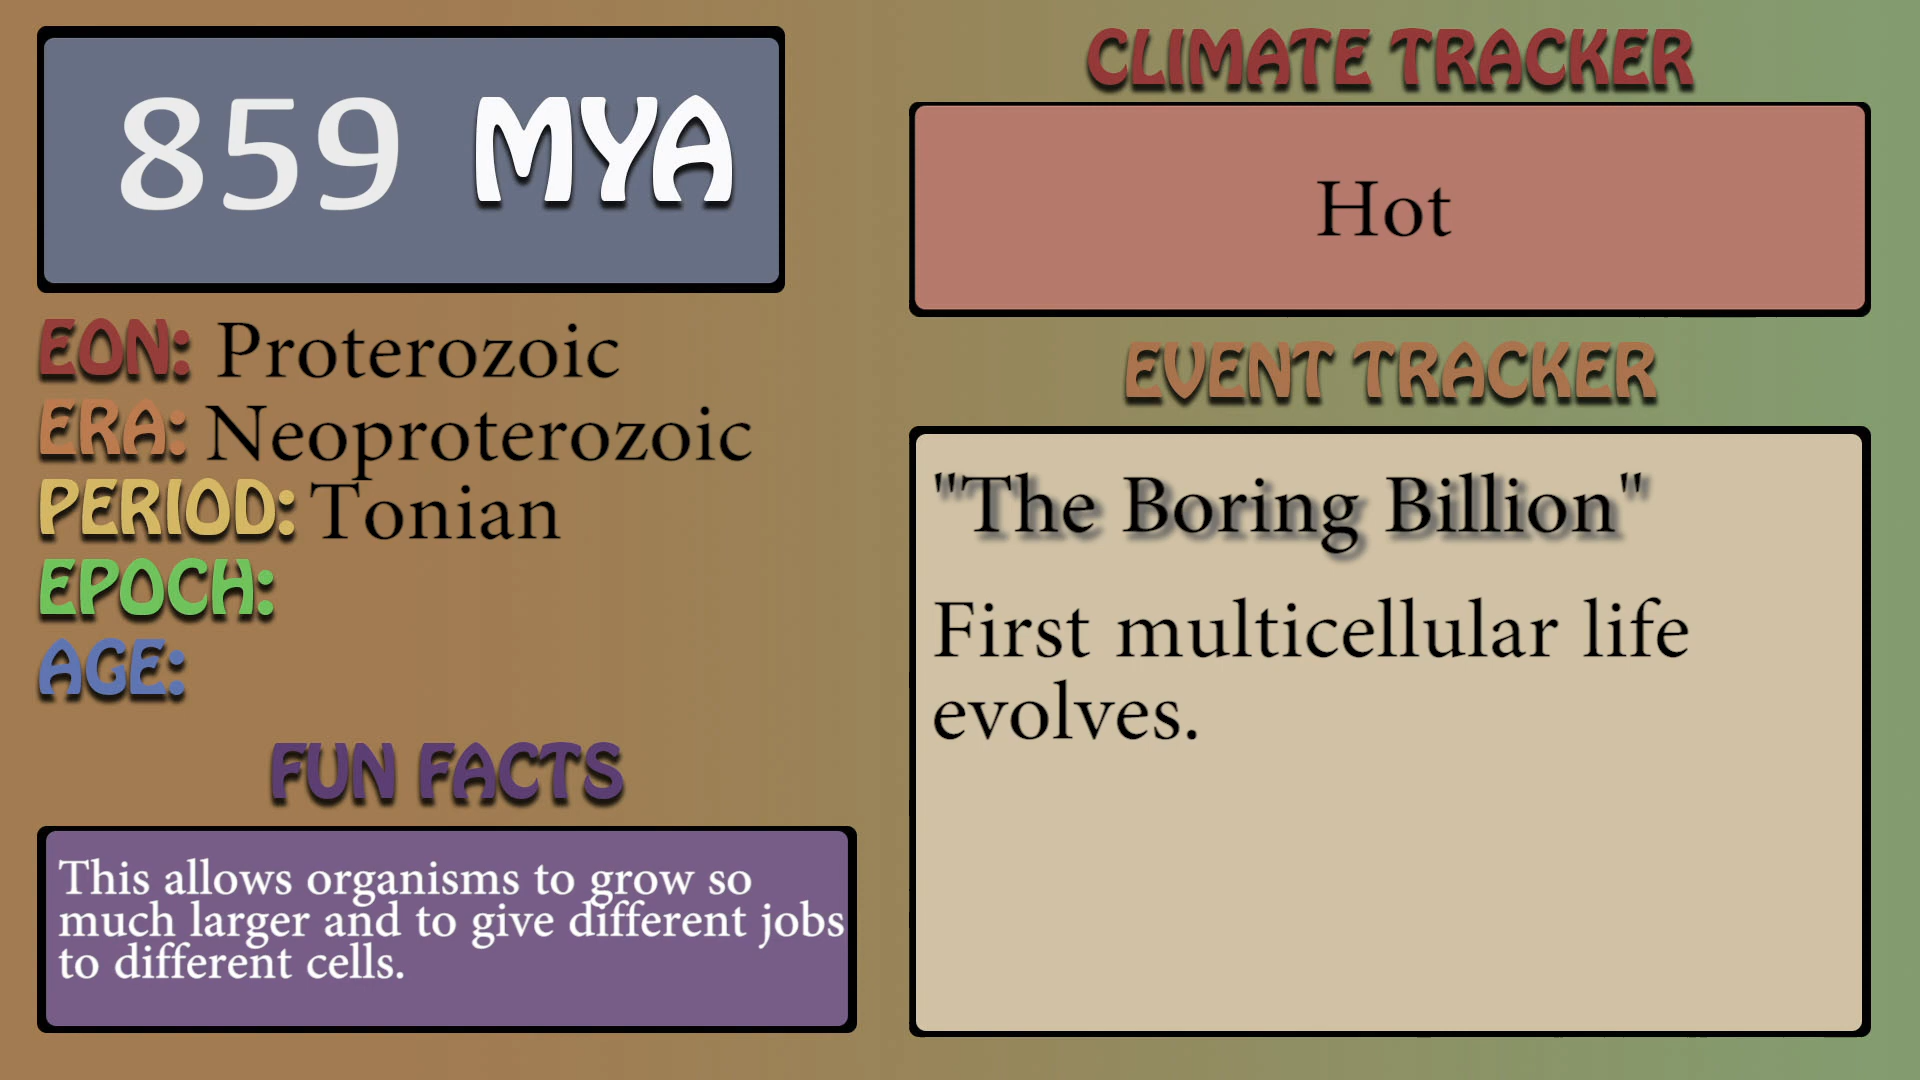 859 MYA
EON: Proterozoic
ERA: Neoproterozoic
PERIOD: Tonian
EPOCH:
AGE:
FUN FACTS
This allows organisms to grow so
much larger and to give different jobs
to different cells.
CLIMATE TRACKER
Hot
EVENT TRACKER
"The Boring Billion"
First multicellular life
evolves.